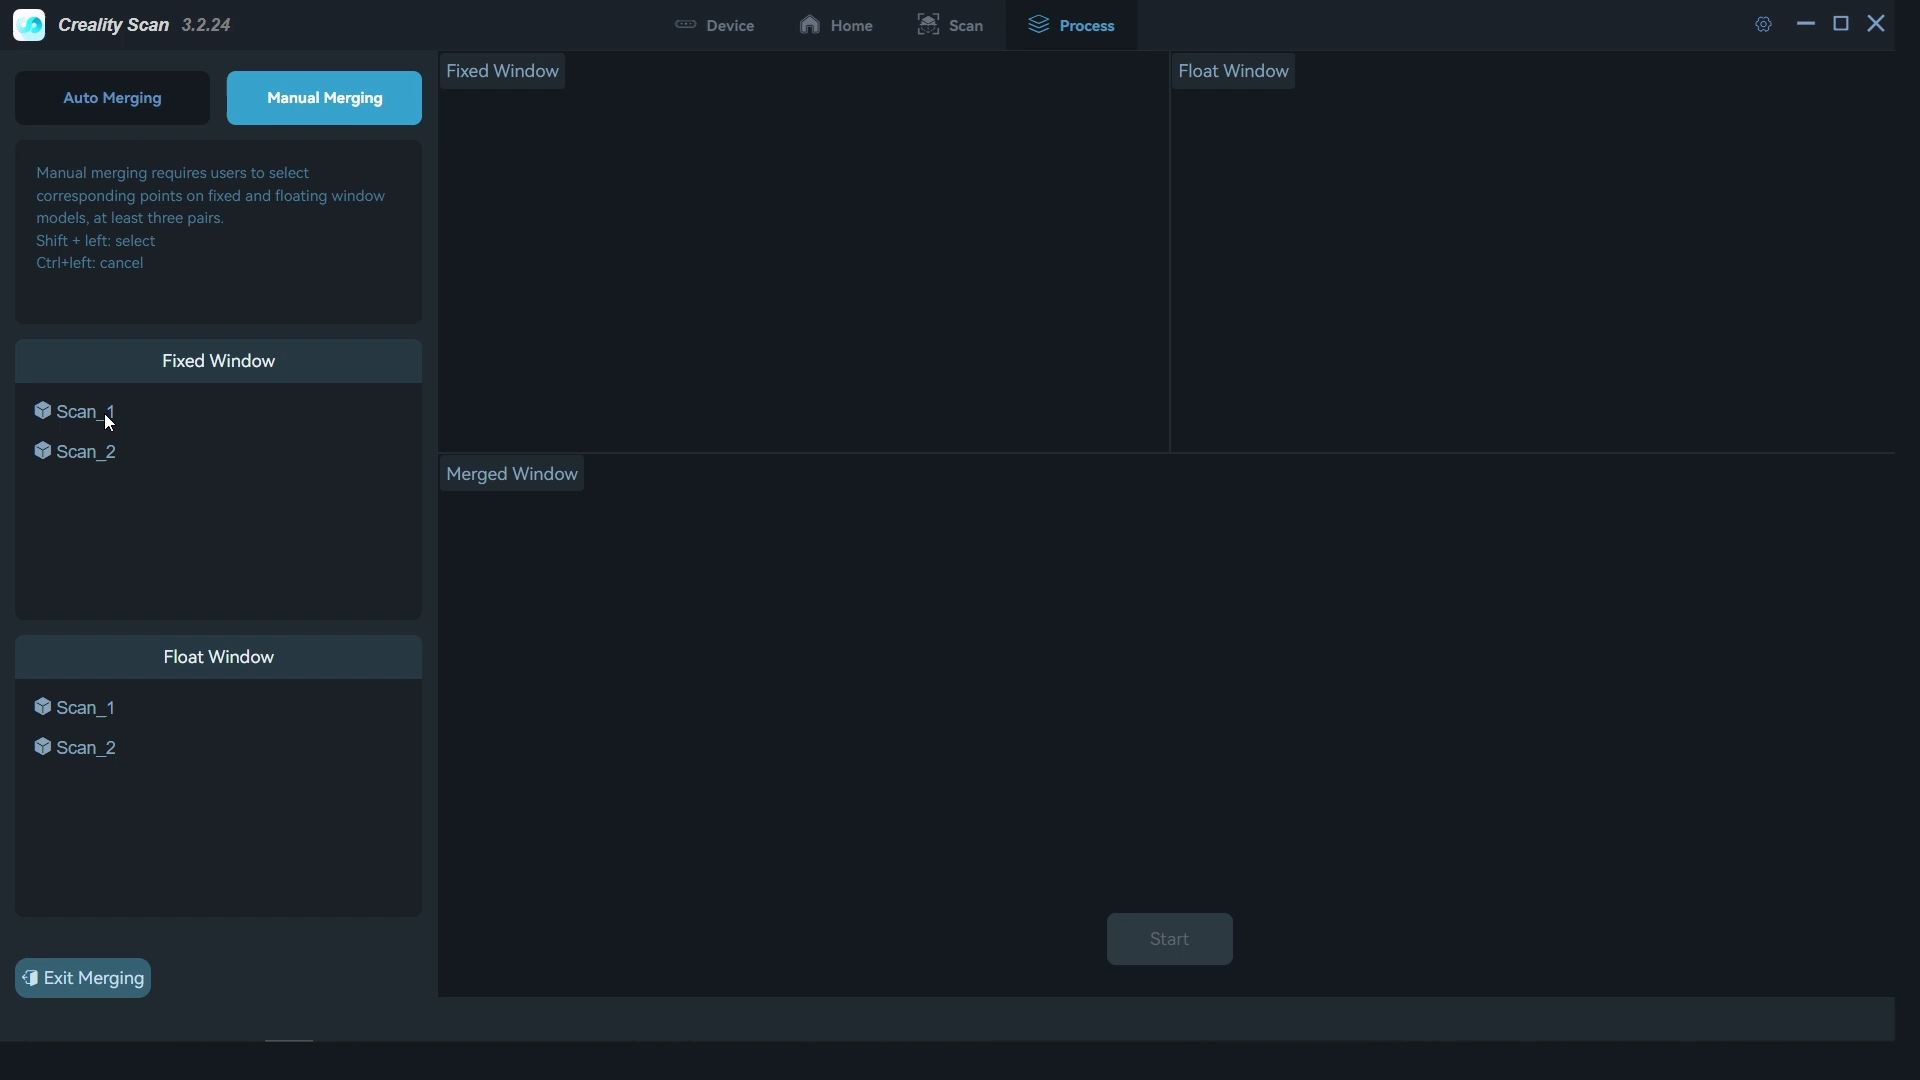 Creality Scan 3.2.24
Device
Home
Scan
Process
Auto Merging
Manual Merging
Manual merging requires users to select
corresponding points on fixed and floating window
models, at least three pairs.
Shift + left: select
Ctrl+left: cancel
Fixed Window
Scan_1
Scan_2
Float Window
Scan_1
Scan_2
Exit Merging
Fixed Window
Float Window
Merged Window
Start